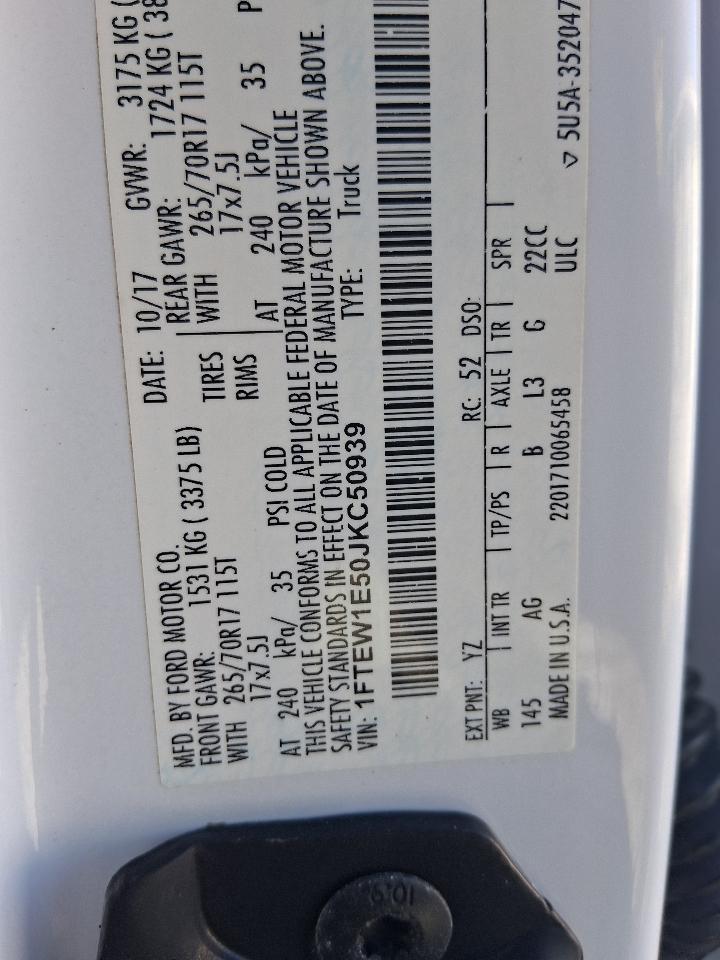 MFD. BY FORD MOTOR CO.
DATE: 10/17
GVWR: 3175 KG (
FRONT GAWR: 1531 KG ( 3375 LB)
REAR GAWR: 1724 KG ( 38
WITH 265/70R17 115T
TIRES WITH 265/70R17 115T
17x7.5J
RIMS 17x7.5J
AT 240 kPa/ 35 PSI COLD
AT 240 kPa/ 35 P
THIS VEHICLE CONFORMS TO ALL APPLICABLE FEDERAL MOTOR VEHICLE
SAFETY STANDARDS IN EFFECT ON THE DATE OF MANUFACTURE SHOWN ABOVE.
VIN: 1FTEW1E50JKC50939
TYPE: Truck
EXT PNT: YZ RC: 52 DSO:
WB INT TR TP/PS R AXLE TR SPR
145 AG B L3 G 22CC
MADE IN U.S.A. 2201710065458 ULC ▽ 5U5A-352047
10.9